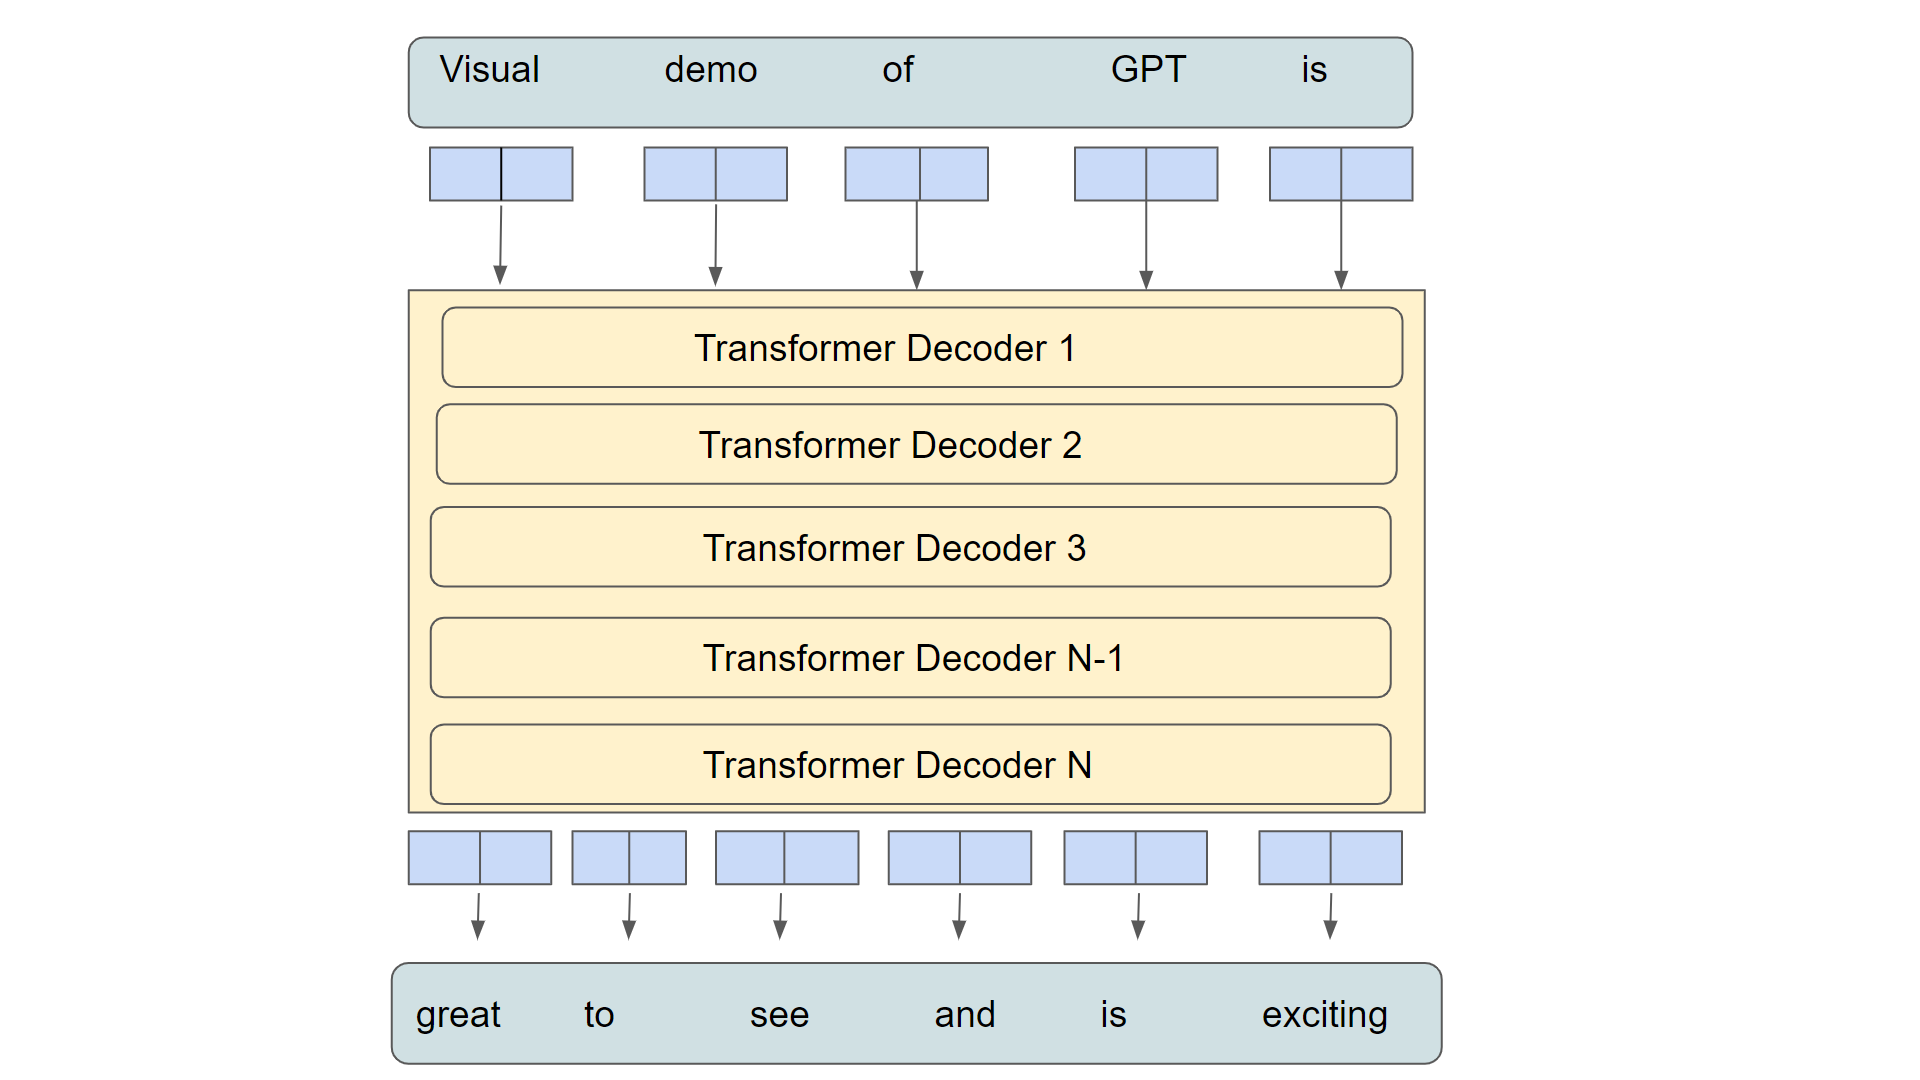 Visual demo of GPT is
Transformer Decoder 1
Transformer Decoder 2
Transformer Decoder 3
Transformer Decoder N-1
Transformer Decoder N
great to see and is exciting